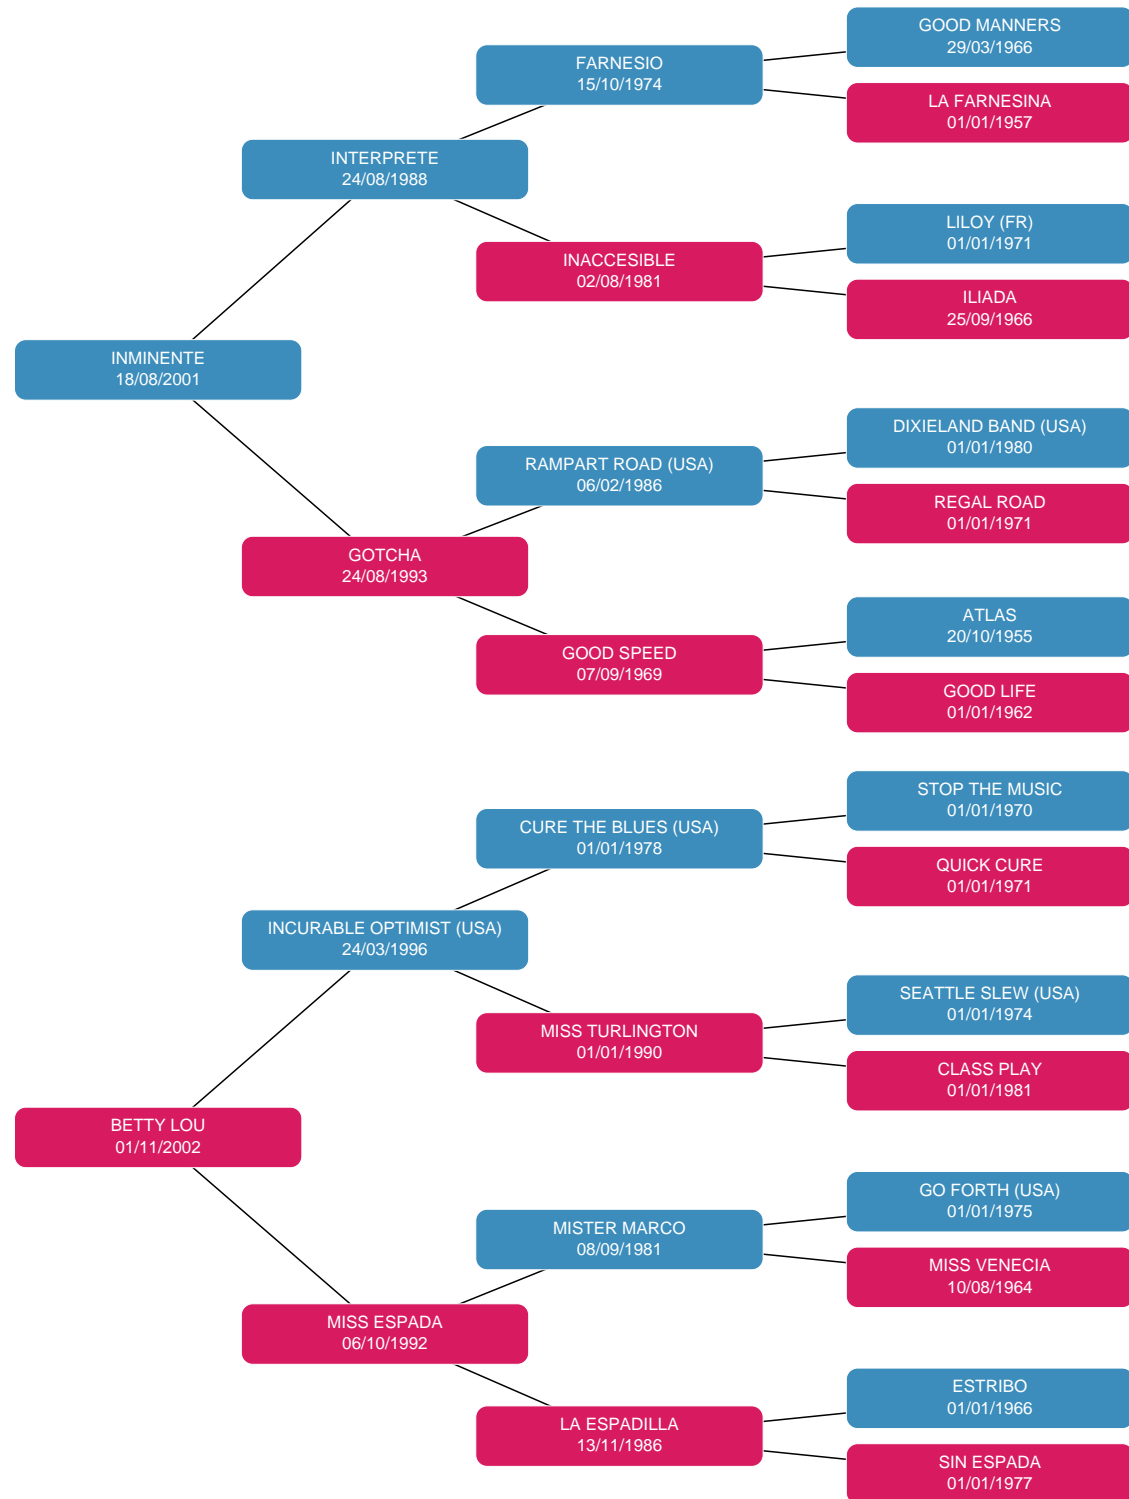 GOOD MANNERS
29/03/1966
FARNESIO
15/10/1974
LA FARNESINA
01/01/1957
INTERPRETE
24/08/1988
LILOY (FR)
01/01/1971
INACCESIBLE
02/08/1981
ILIADA
25/09/1966
INMINENTE
18/08/2001
DIXIELAND BAND (USA)
01/01/1980
RAMPART ROAD (USA)
06/02/1986
REGAL ROAD
01/01/1971
GOTCHA
24/08/1993
ATLAS
20/10/1955
GOOD SPEED
07/09/1969
GOOD LIFE
01/01/1962
STOP THE MUSIC
01/01/1970
CURE THE BLUES (USA)
01/01/1978
QUICK CURE
01/01/1971
INCURABLE OPTIMIST (USA)
24/03/1996
SEATTLE SLEW (USA)
01/01/1974
MISS TURLINGTON
01/01/1990
CLASS PLAY
01/01/1981
BETTY LOU
01/11/2002
GO FORTH (USA)
01/01/1975
MISTER MARCO
08/09/1981
MISS VENECIA
10/08/1964
MISS ESPADA
06/10/1992
ESTRIBO
01/01/1966
LA ESPADILLA
13/11/1986
SIN ESPADA
01/01/1977